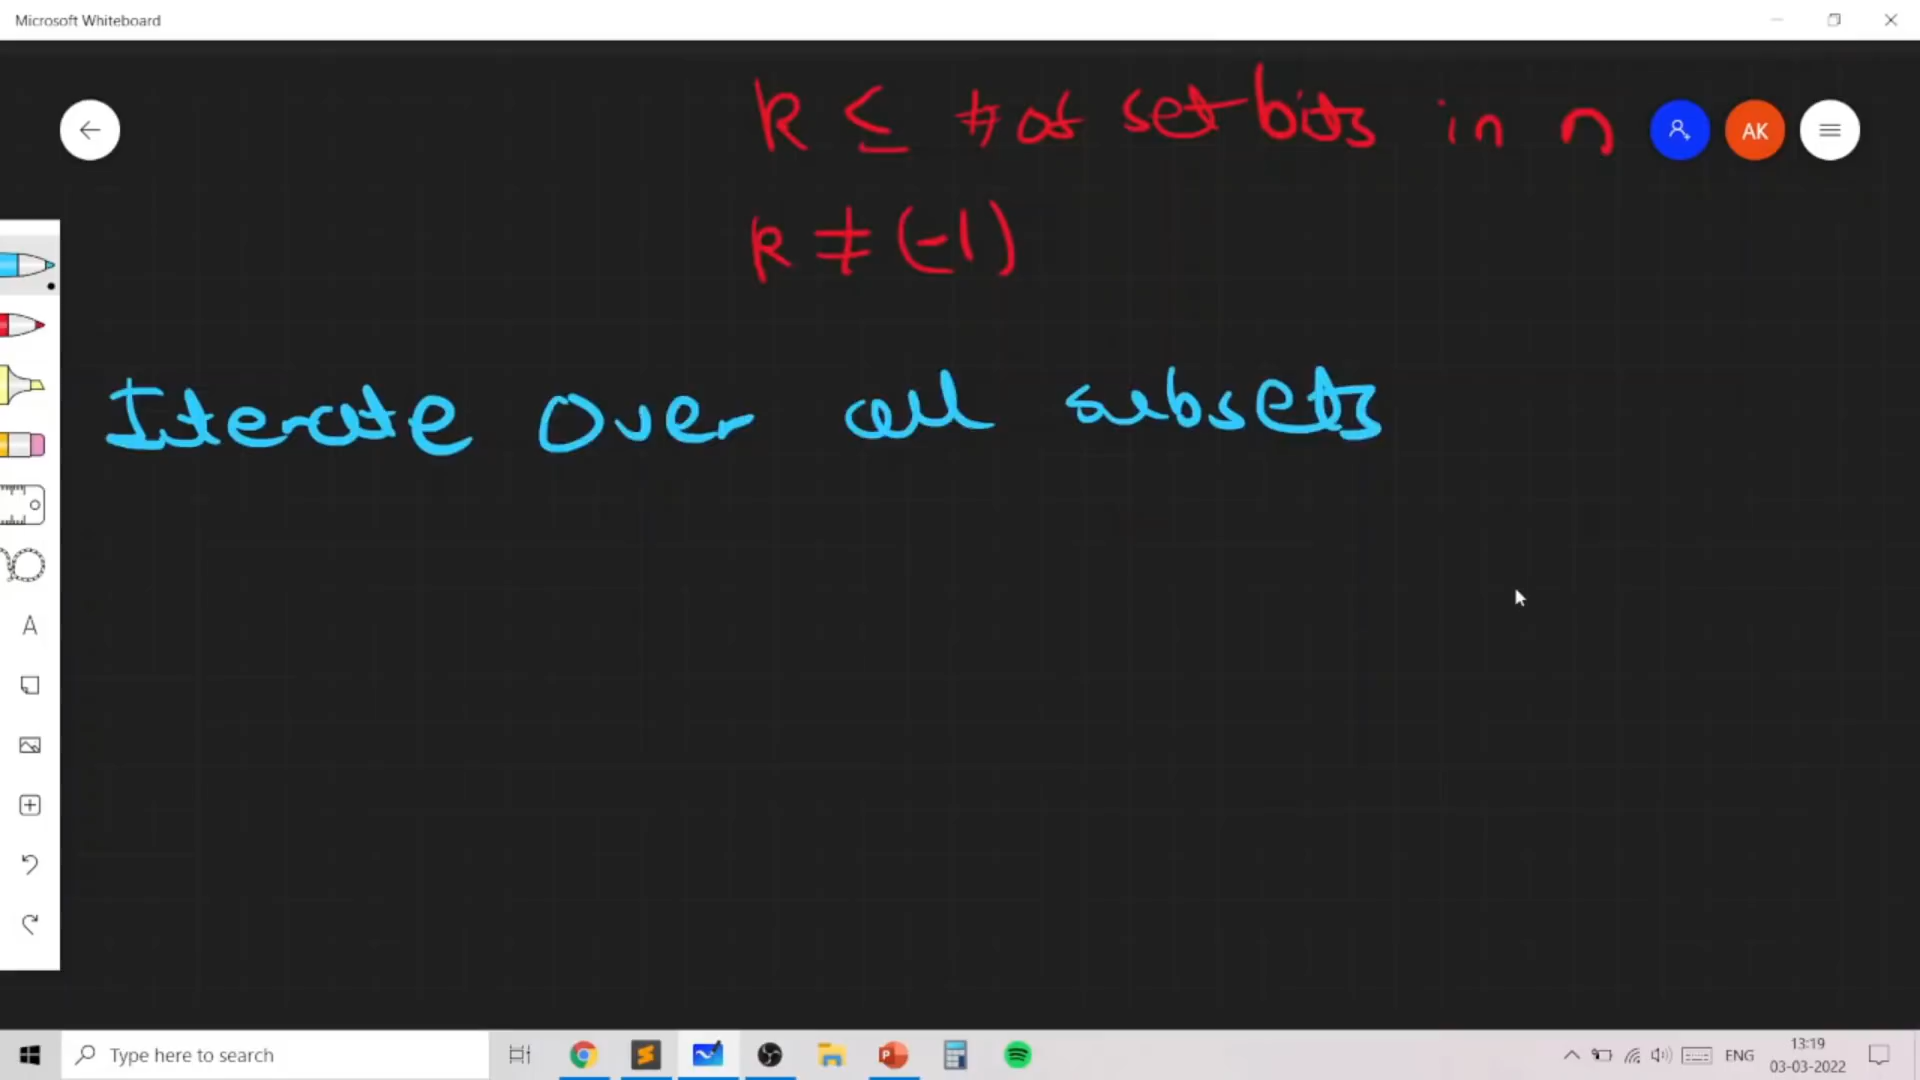 Microsoft Whiteboard
k ≤ # of set bits in n
AK
k ≠ (-1)
Iterate Over all subsets
A
Type here to search
ENG
13:19
03-03-2022